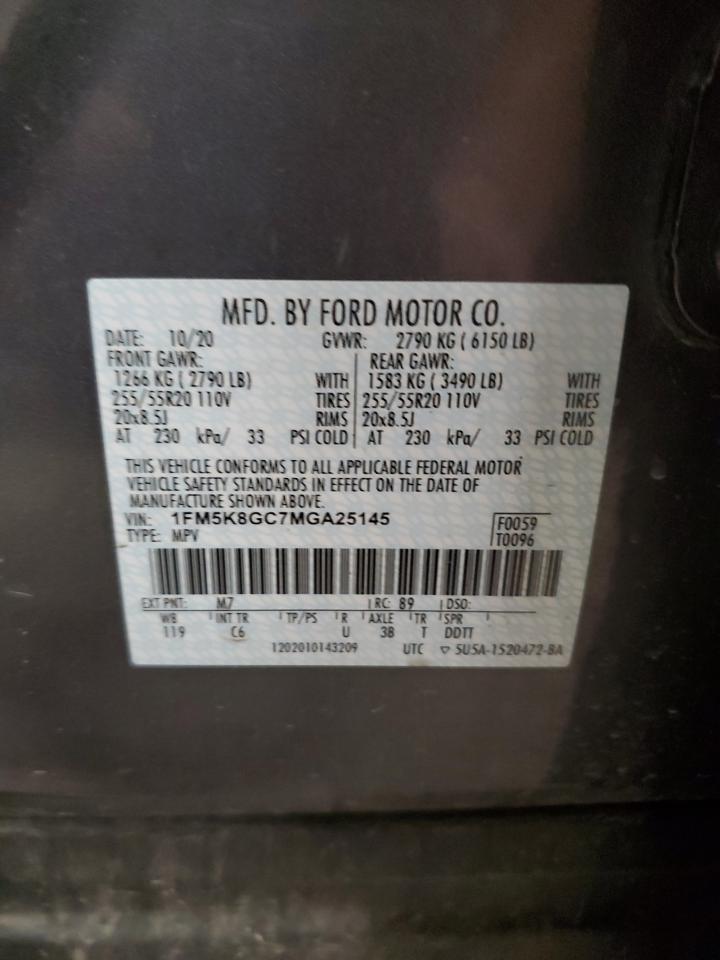 MFD. BY FORD MOTOR CO.
DATE: 10/20 GVWR: 2790 KG ( 6150 LB)
FRONT GAWR: REAR GAWR:
1266 KG ( 2790 LB) WITH 1583 KG ( 3490 LB) WITH
255/55R20 110V TIRES 255/55R20 110V TIRES
20x8.5J RIMS 20x8.5J RIMS
AT 230 kPa/ 33 PSI COLD AT 230 kPa/ 33 PSI COLD
THIS VEHICLE CONFORMS TO ALL APPLICABLE FEDERAL MOTOR
VEHICLE SAFETY STANDARDS IN EFFECT ON THE DATE OF
MANUFACTURE SHOWN ABOVE.
VIN: 1FM5K8GC7MGA25145 F0059
TYPE: MPV T0096
EXT PNT: M7 RC: 89 DSO:
WB INT TR TP/PS R AXLE TR SPR
119 C6 U 38 T DDTT
1202010143209 UTC ▽ 5U5A-1520472-BA